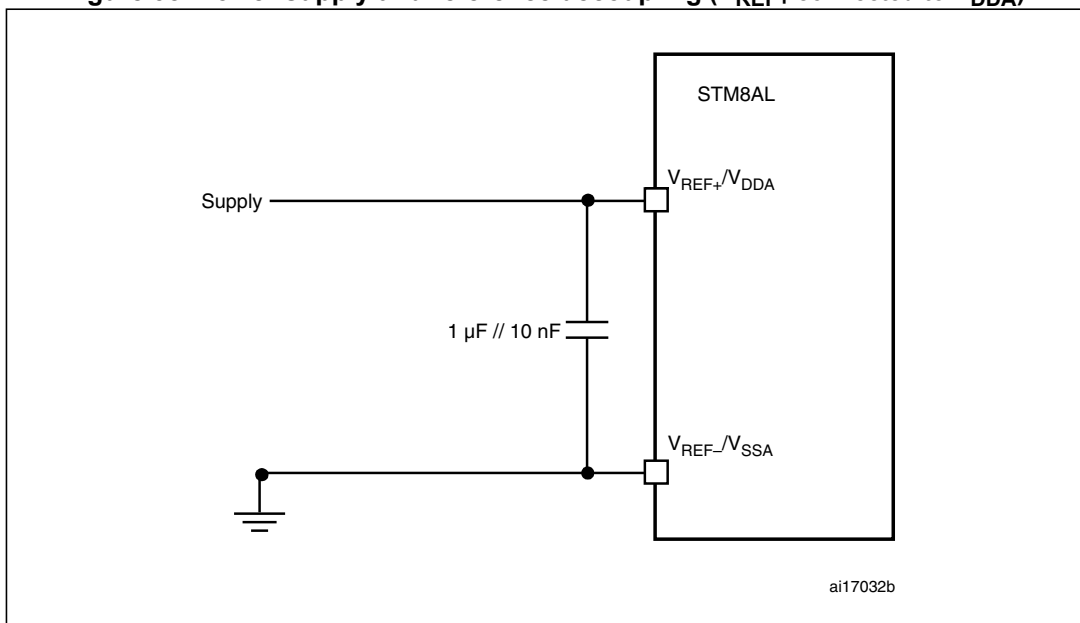 STM8AL
V_REF+/V_DDA
Supply
1 µF // 10 nF
V_REF–/V_SSA
ai17032b